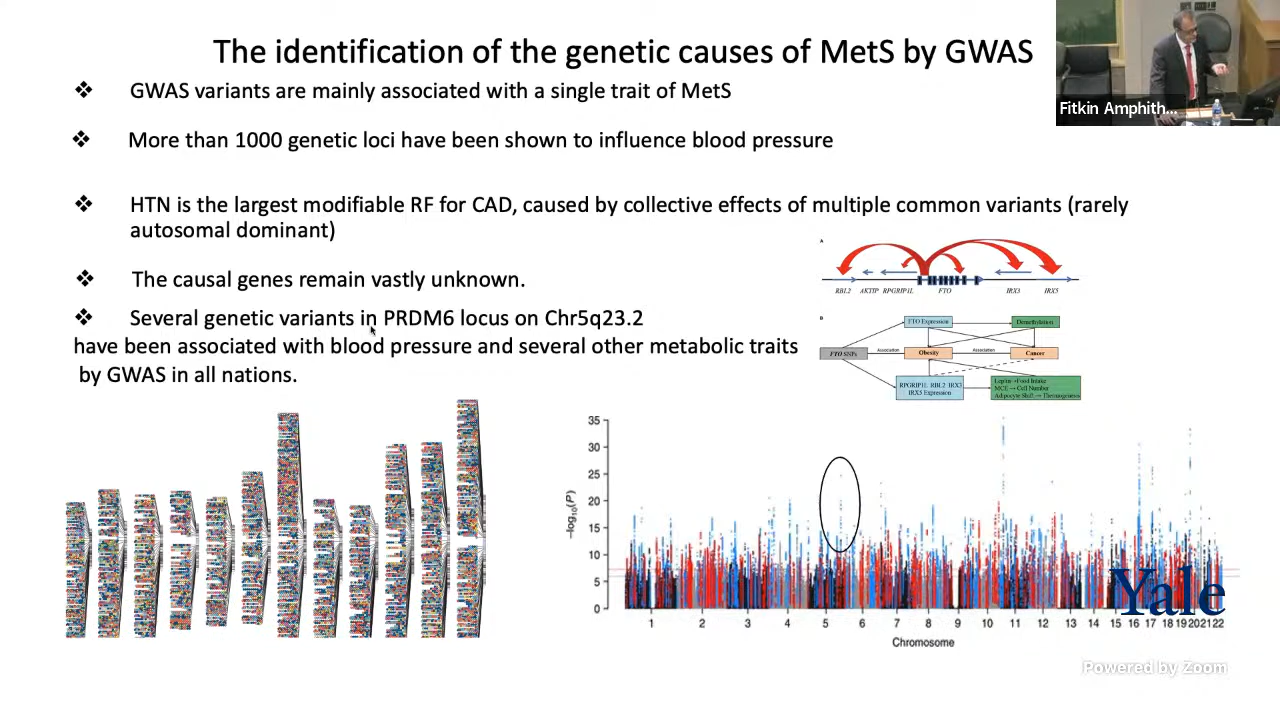 The identification of the genetic causes of MetS by GWAS
❖ GWAS variants are mainly associated with a single trait of MetS
❖ More than 1000 genetic loci have been shown to influence blood pressure
❖ HTN is the largest modifiable RF for CAD, caused by collective effects of multiple common variants (rarely
autosomal dominant)
❖ The causal genes remain vastly unknown.
❖ Several genetic variants in PRDM6 locus on Chr5q23.2
have been associated with blood pressure and several other metabolic traits
by GWAS in all nations.
Fitkin Amphith...
A
RBL2 AKTIP RPGRIP1L FTO IRX3 IRX5
B
FTO Expression Demethylation
FTO SNPs Association Obesity Association Cancer
RPGRIP1L RBL2 IRX3
IRX5 Expression
Leptin→Food Intake
MCE → Cell Number
Adipocyte Shift → Thermogenesis
−log10(P)
35
30
25
20
15
10
5
0
1 2 3 4 5 6 7 8 9 10 11 12 13 14 15 16 17 18 19 20 21 22
Chromosome
Yale
Powered by Zoom